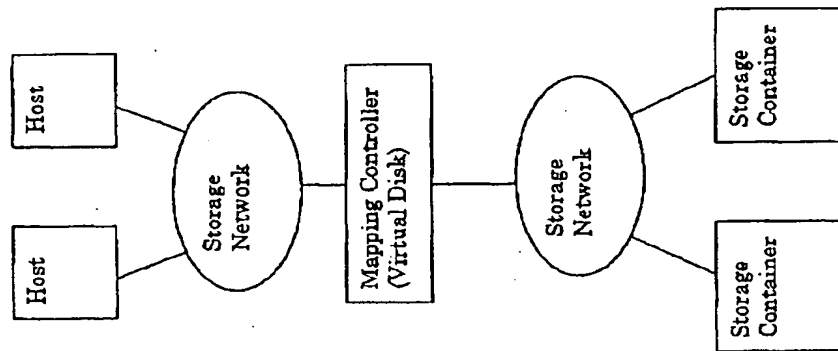 Host
Host
Storage
Network
Mapping Controller
(Virtual Disk)
Storage
Network
Storage
Container
Storage
Container